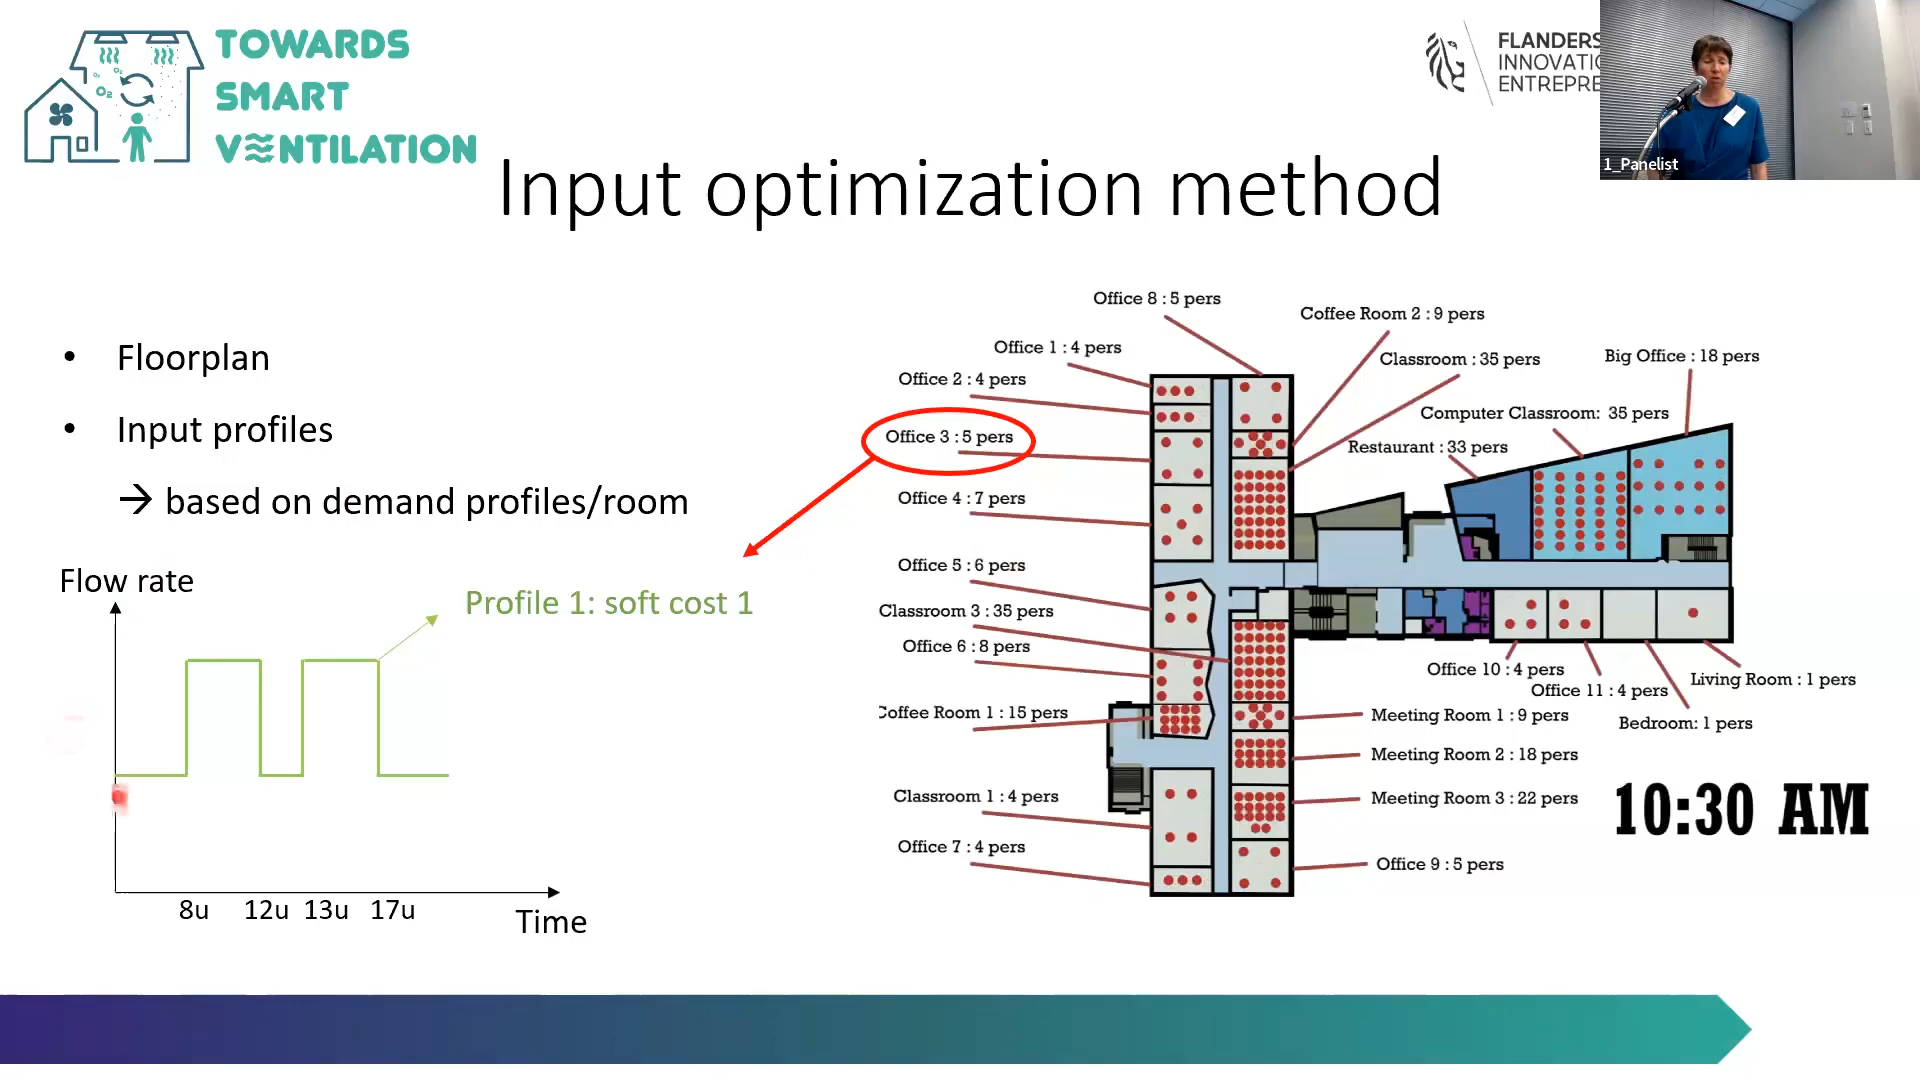 TOWARDS
SMART
VENTILATION
FLANDERS
INNOVATI
ENTREPRE
1_Panelist
Input optimization method
• Floorplan
• Input profiles
→ based on demand profiles/room
Flow rate
Profile 1: soft cost 1
8u 12u 13u 17u
Time
Office 8 : 5 pers
Coffee Room 2 : 9 pers
Office 1 : 4 pers
Classroom : 35 pers
Big Office : 18 pers
Office 2 : 4 pers
Computer Classroom: 35 pers
Office 3 : 5 pers
Restaurant : 33 pers
Office 4 : 7 pers
Office 5 : 6 pers
Classroom 3 : 35 pers
Office 6 : 8 pers
Office 10 : 4 pers
Office 11 : 4 pers
Living Room : 1 pers
Coffee Room 1 : 15 pers
Meeting Room 1 : 9 pers
Bedroom: 1 pers
Meeting Room 2 : 18 pers
Classroom 1 : 4 pers
Meeting Room 3 : 22 pers
10:30 AM
Office 7 : 4 pers
Office 9 : 5 pers